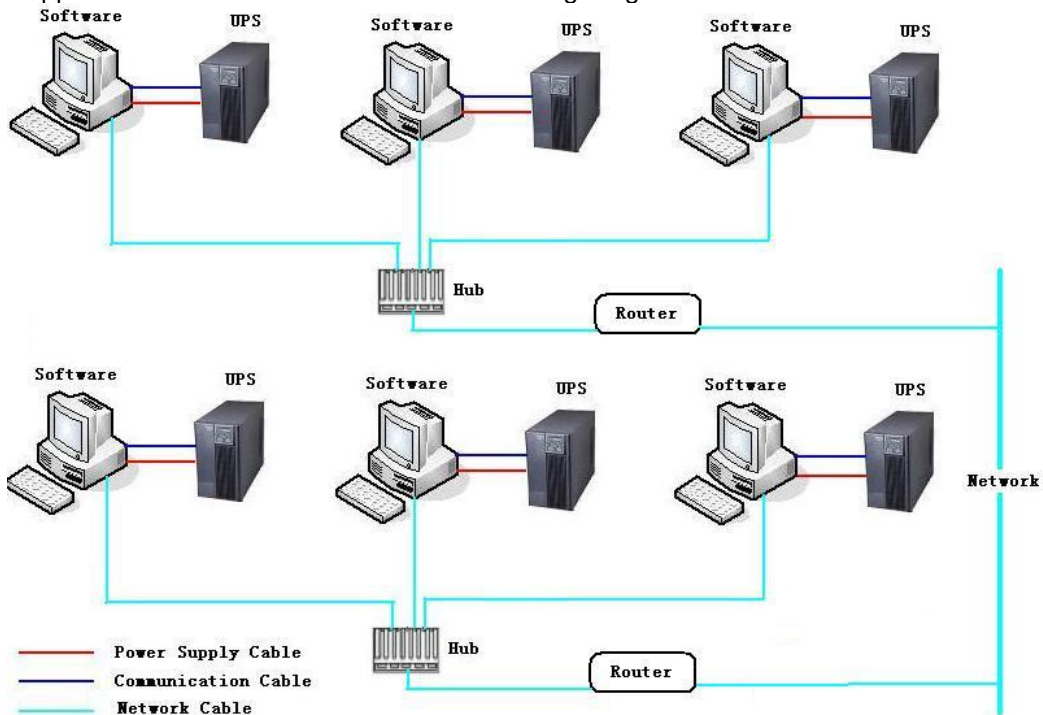 Software UPS Software UPS Software UPS
Hub
Router
Software UPS Software UPS Software UPS
Network
Hub
Router
Power Supply Cable
Communication Cable
Network Cable